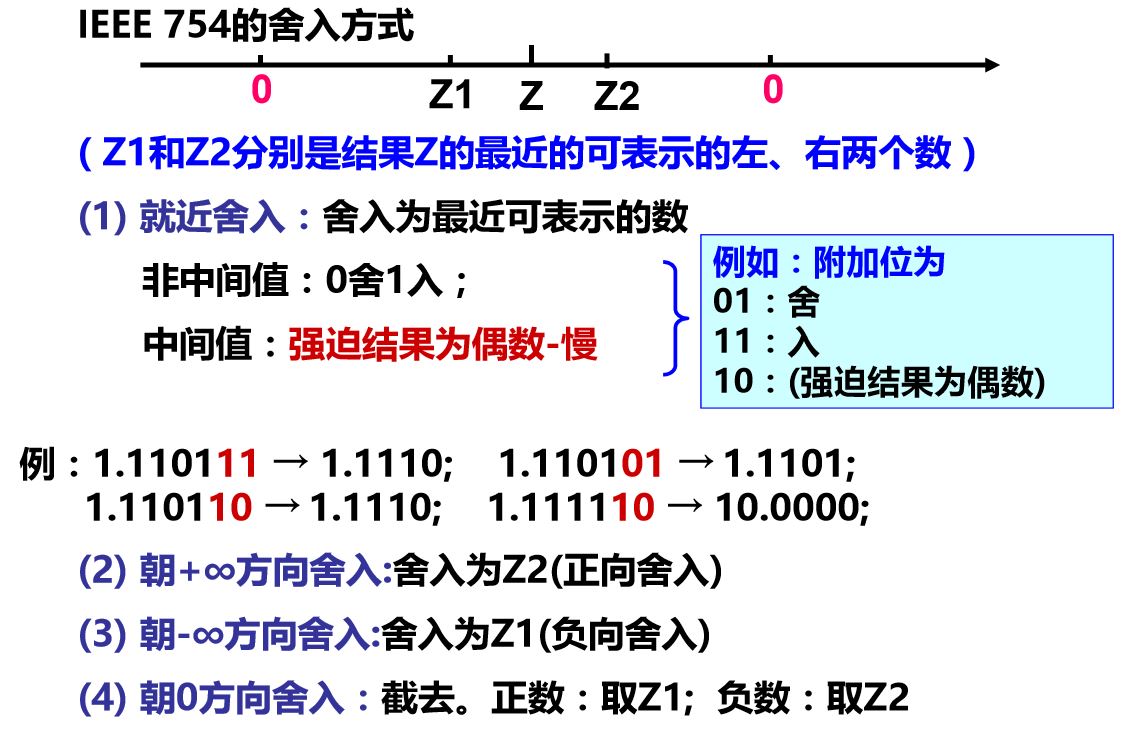 IEEE 754的舍入方式
0 Z1 Z Z2 0
( Z1和Z2分别是结果Z的最近的可表示的左、右两个数 )
(1) 就近舍入：舍入为最近可表示的数
非中间值：0舍1入；
中间值：强迫结果为偶数-慢
例如：附加位为
01：舍
11：入
10：(强迫结果为偶数)
例：1.110111 → 1.1110; 1.110101 → 1.1101;
1.110110 → 1.1110; 1.111110 → 10.0000;
(2) 朝+∞方向舍入:舍入为Z2(正向舍入)
(3) 朝-∞方向舍入:舍入为Z1(负向舍入)
(4) 朝0方向舍入：截去。正数：取Z1; 负数：取Z2